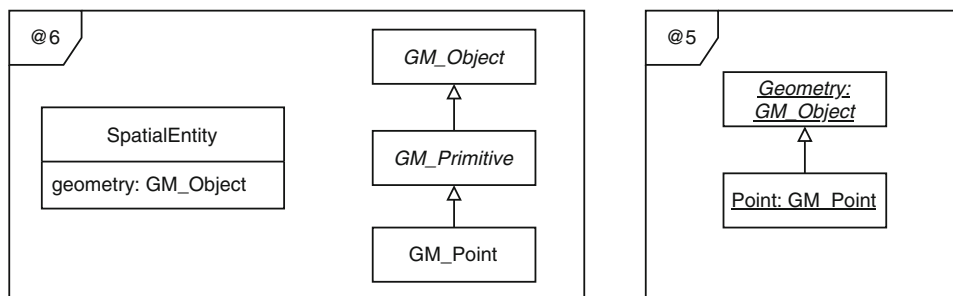 @6
GM_Object
SpatialEntity
geometry: GM_Object
GM_Primitive
GM_Point
@5
Geometry:
GM_Object
Point: GM_Point